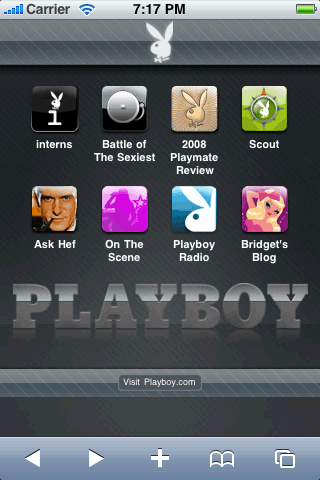 Carrier 7:17 PM
i
interns
Battle of
The Sexiest
2008
Playmate
Review
Scout
Ask Hef
On The
Scene
Playboy
Radio
Bridget's
Blog
PLAYBOY
Visit Playboy.com